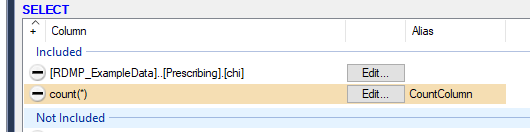 SELECT
+ Column Alias
Included
[RDMP_ExampleData]..[Prescribing].[chi] Edit...
count(*) Edit... CountColumn
Not Included